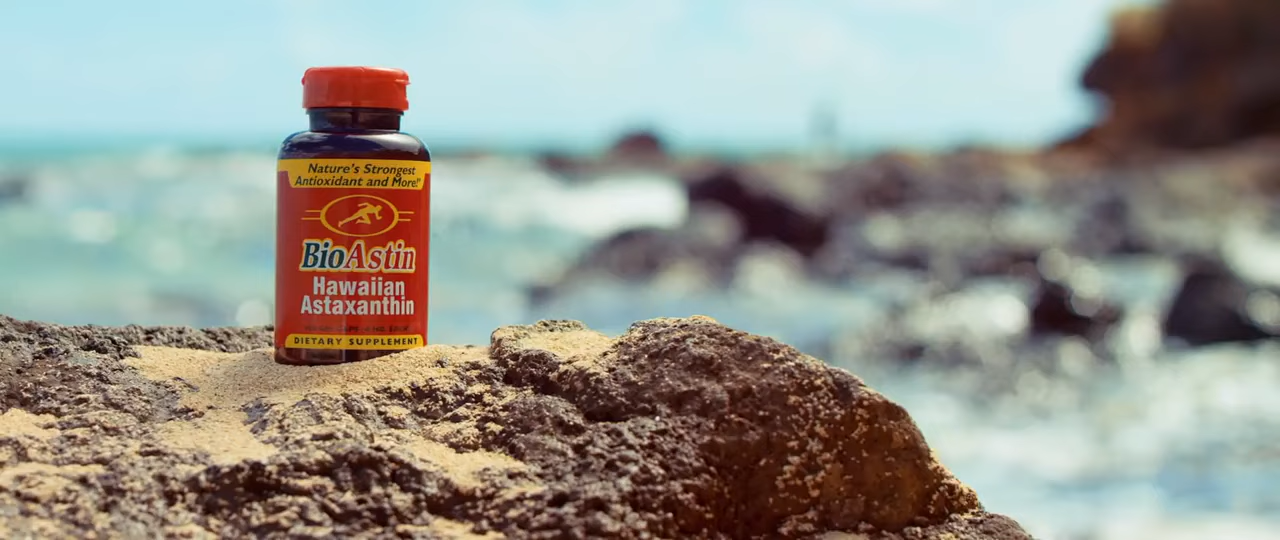 Nature's Strongest
Antioxidant and More!
BioAstin
Hawaiian
Astaxanthin
DIETARY SUPPLEMENT